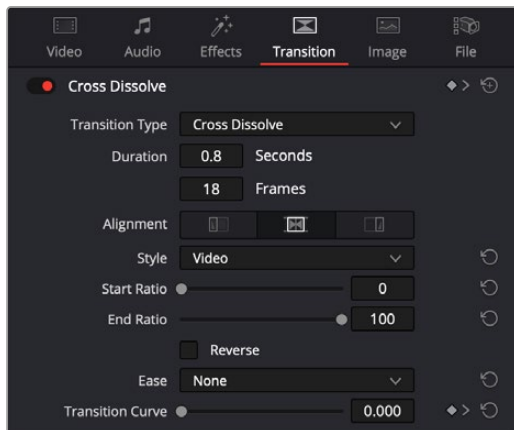 Video Audio Effects Transition Image File
Cross Dissolve
Transition Type Cross Dissolve
Duration 0.8 Seconds
18 Frames
Alignment
Style Video
Start Ratio 0
End Ratio 100
Reverse
Ease None
Transition Curve 0.000